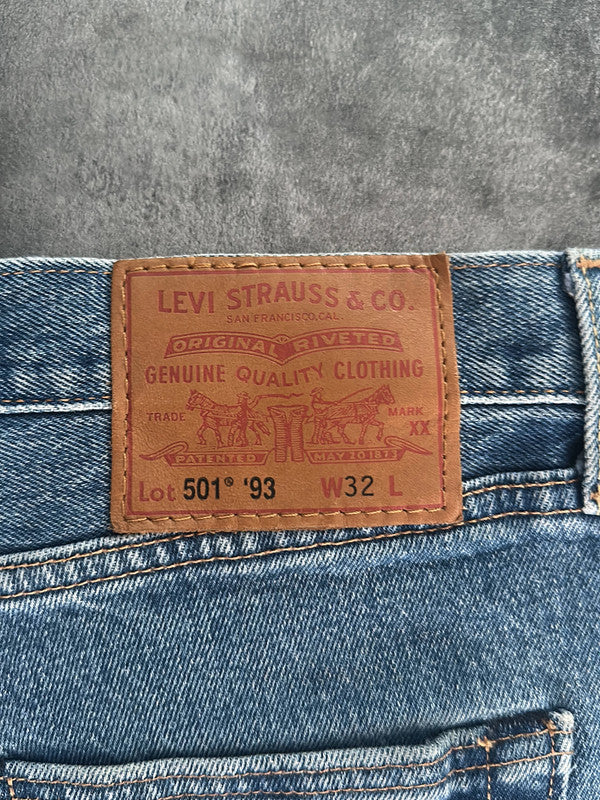 LEVI STRAUSS & CO.
SAN FRANCISCO, CAL.
ORIGINAL RIVETED
GENUINE QUALITY CLOTHING
TRADE MARK
XX
PATENTED MAY 20 1873
Lot 501® '93 W32 L